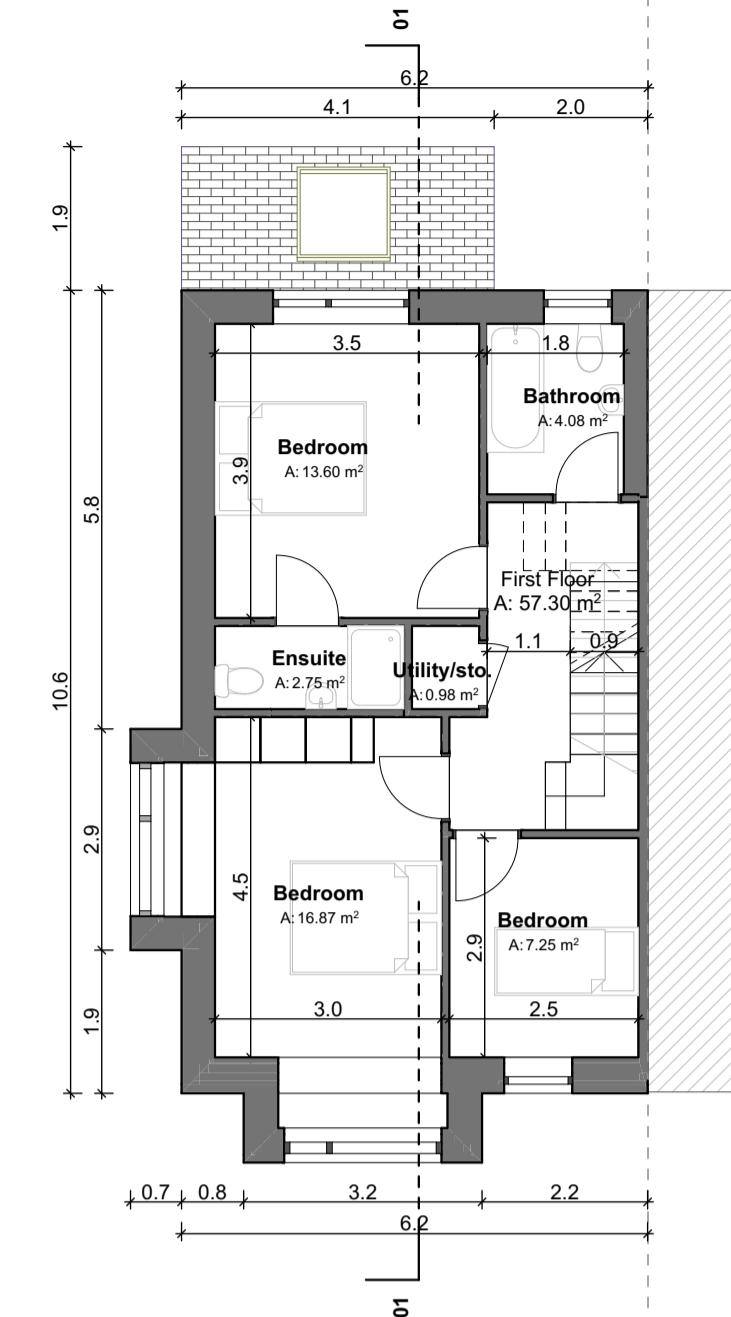 01
6.2
4.1
2.0
1.9
3.5
1.8
Bathroom
A: 4.08 m²
Bedroom
A: 13.60 m²
3.9
5.8
First Floor
A: 57.30 m²
1.1
0.9
Ensuite
A: 2.75 m²
Utility/sto.
A: 0.98 m²
10.6
2.9
4.5
Bedroom
A: 16.87 m²
Bedroom
A: 7.25 m²
2.9
3.0
2.5
1.9
0.7
0.8
3.2
2.2
6.2
01